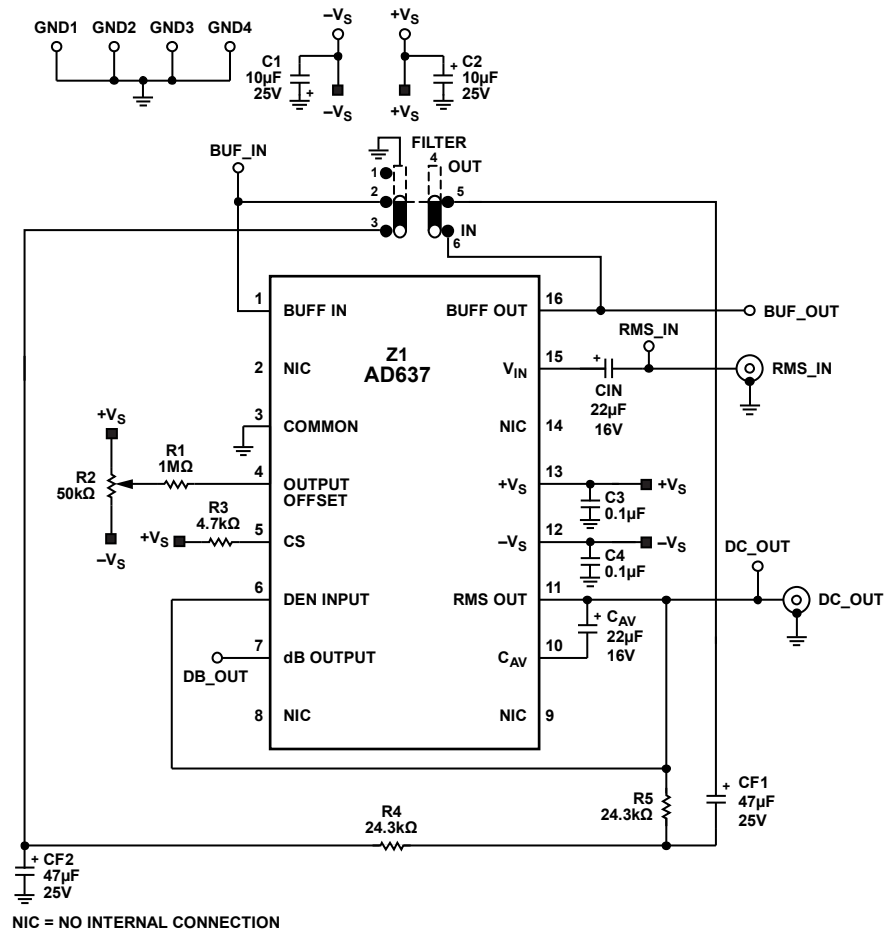 GND1 GND2 GND3 GND4
–VS
+VS
C1
10µF
25V
+
–VS
+ C2
10µF
25V
+VS
BUF_IN
FILTER
4
OUT
1
2
3
5
IN
6
1 BUFF IN
BUFF OUT 16
BUF_OUT
Z1
AD637
2 NIC
VIN 15
+
CIN
22µF
16V
RMS_IN
RMS_IN
3 COMMON
NIC 14
+VS
R2
50kΩ
–VS
R1
1MΩ
4 OUTPUT
OFFSET
+VS 13
C3
0.1µF
+VS
+VS
R3
4.7kΩ
5 CS
–VS 12
C4
0.1µF
–VS
DC_OUT
6 DEN INPUT
RMS OUT 11
DC_OUT
+ CAV
22µF
16V
7 dB OUTPUT
DB_OUT
CAV 10
8 NIC
NIC 9
R4
24.3kΩ
R5
24.3kΩ
+ CF1
47µF
25V
+ CF2
47µF
25V
NIC = NO INTERNAL CONNECTION